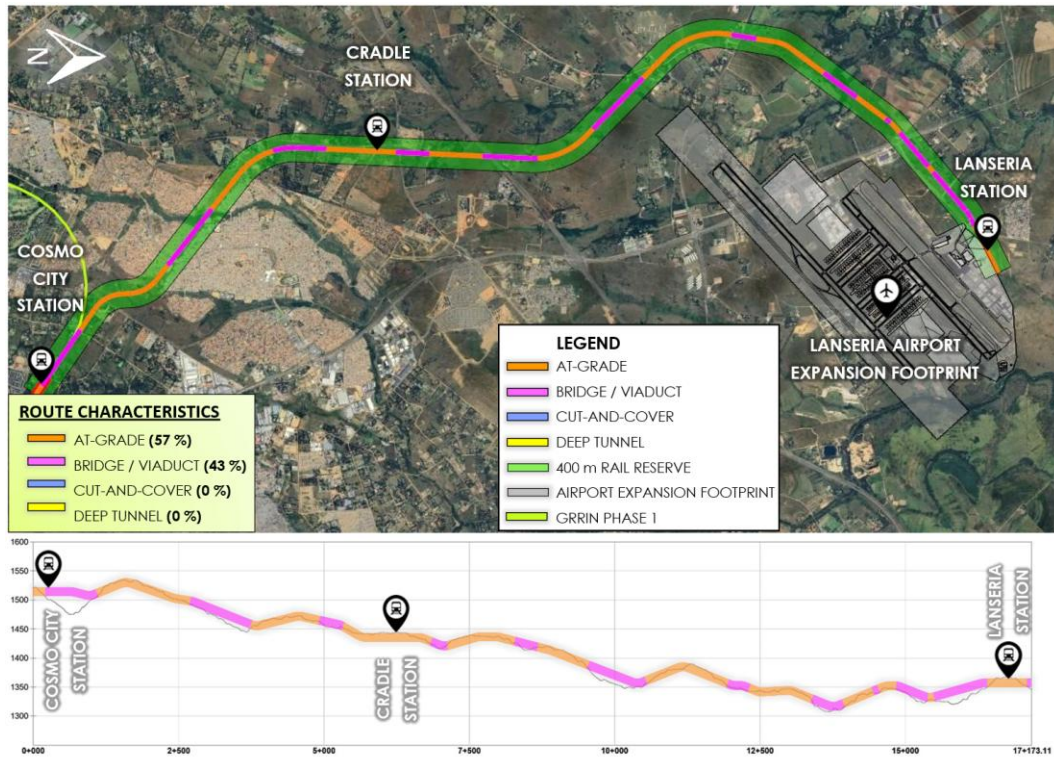 N
CRADLE
STATION
LANSERIA
STATION
COSMO
CITY
STATION
LANSERIA AIRPORT
EXPANSION FOOTPRINT
ROUTE CHARACTERISTICS
AT-GRADE (57 %)
BRIDGE / VIADUCT (43 %)
CUT-AND-COVER (0 %)
DEEP TUNNEL (0 %)
LEGEND
AT-GRADE
BRIDGE / VIADUCT
CUT-AND-COVER
DEEP TUNNEL
400 m RAIL RESERVE
AIRPORT EXPANSION FOOTPRINT
GRRIN PHASE 1
1600
1550
1500
1450
1400
1350
1300
COSMO CITY
STATION
CRADLE
STATION
LANSERIA
STATION
0+000
2+500
5+000
7+500
10+000
12+500
15+000
17+173.11